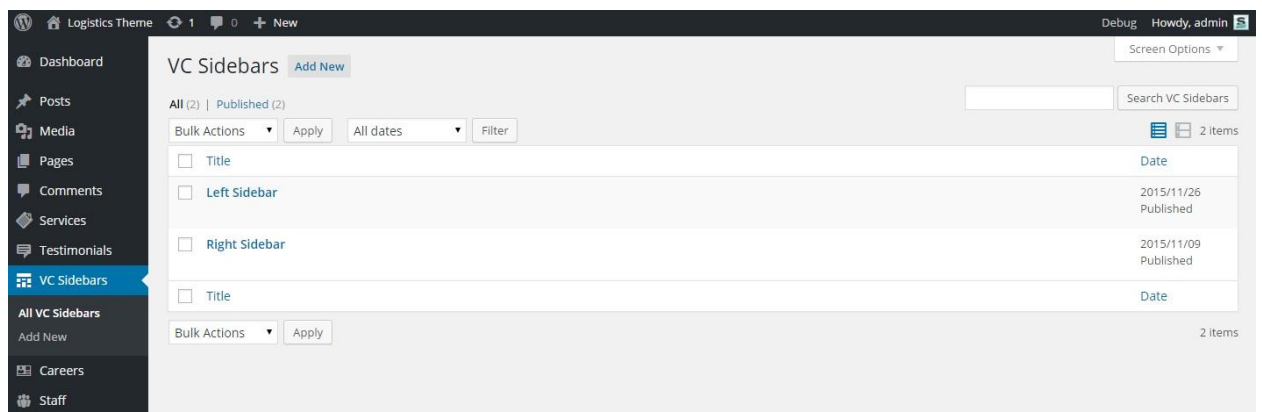 Logistics Theme 1 0 + New Debug Howdy, admin
Screen Options ▼
Dashboard
Posts
Media
Pages
Comments
Services
Testimonials
VC Sidebars
All VC Sidebars
Add New
Careers
Staff
VC Sidebars Add New
All (2) | Published (2)
Search VC Sidebars
Bulk Actions Apply All dates Filter 2 items
Title Date
Left Sidebar 2015/11/26
Published
Right Sidebar 2015/11/09
Published
Title Date
Bulk Actions Apply 2 items